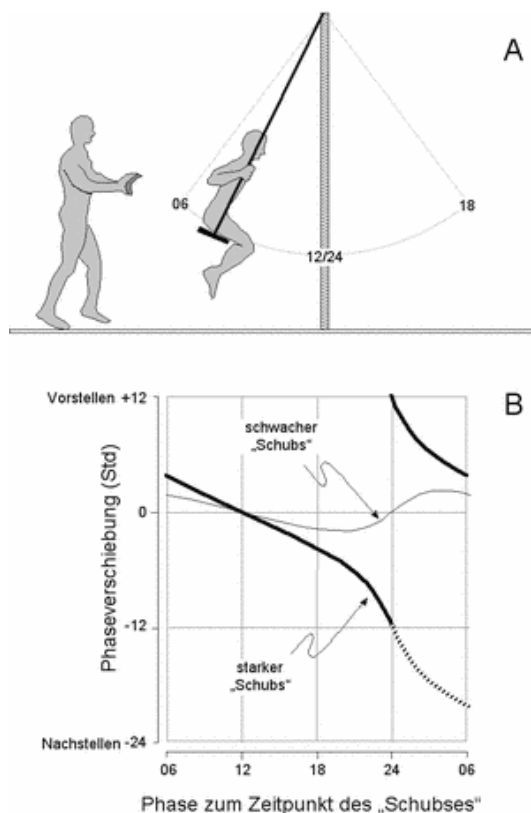 A
06
18
12/24
B
Vorstellen +12
schwacher
„Schubs“
0
Phaseverschiebung (Std)
-12
starker
„Schubs“
Nachstellen -24
06 12 18 24 06
Phase zum Zeitpunkt des „Schubses“